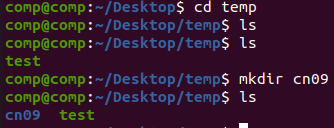 comp@comp:~/Desktop$ cd temp
comp@comp:~/Desktop/temp$ ls
comp@comp:~/Desktop/temp$ ls
test
comp@comp:~/Desktop/temp$ mkdir cn09
comp@comp:~/Desktop/temp$ ls
cn09  test
comp@comp:~/Desktop/temp$